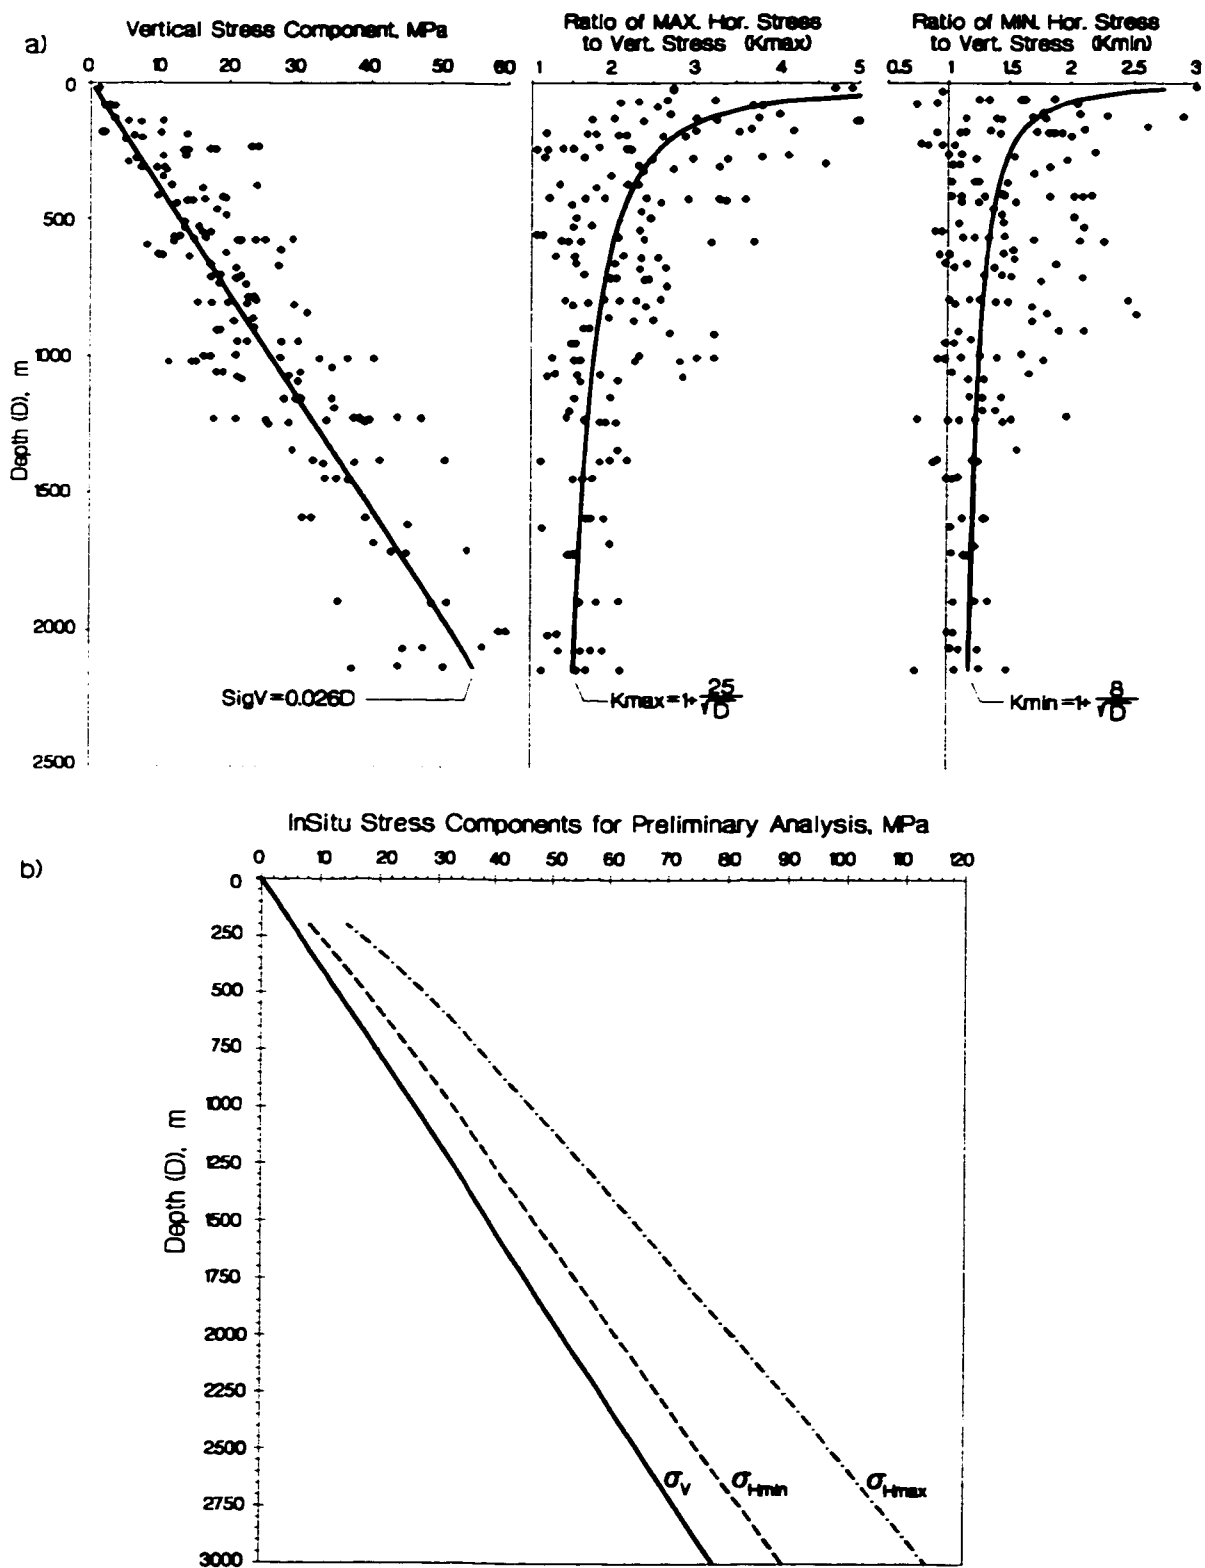 a)
Vertical Stress Component, MPa
0 10 20 30 40 50 60
Ratio of MAX. Hor. Stress
to Vert. Stress (Kmax)
1 2 3 4 5
Ratio of MIN. Hor. Stress
to Vert. Stress (Kmin)
0.5 1 1.5 2 2.5 3
0
500
1000
1500
2000
2500
Depth (D), m
SigV=0.026D
Kmax=1+25/√D
Kmin=1+8/√D
b)
InSitu Stress Components for Preliminary Analysis, MPa
0 10 20 30 40 50 60 70 80 90 100 110 120
0
250
500
750
1000
1250
1500
1750
2000
2250
2500
2750
3000
Depth (D), m
σV
σHmin
σHmax